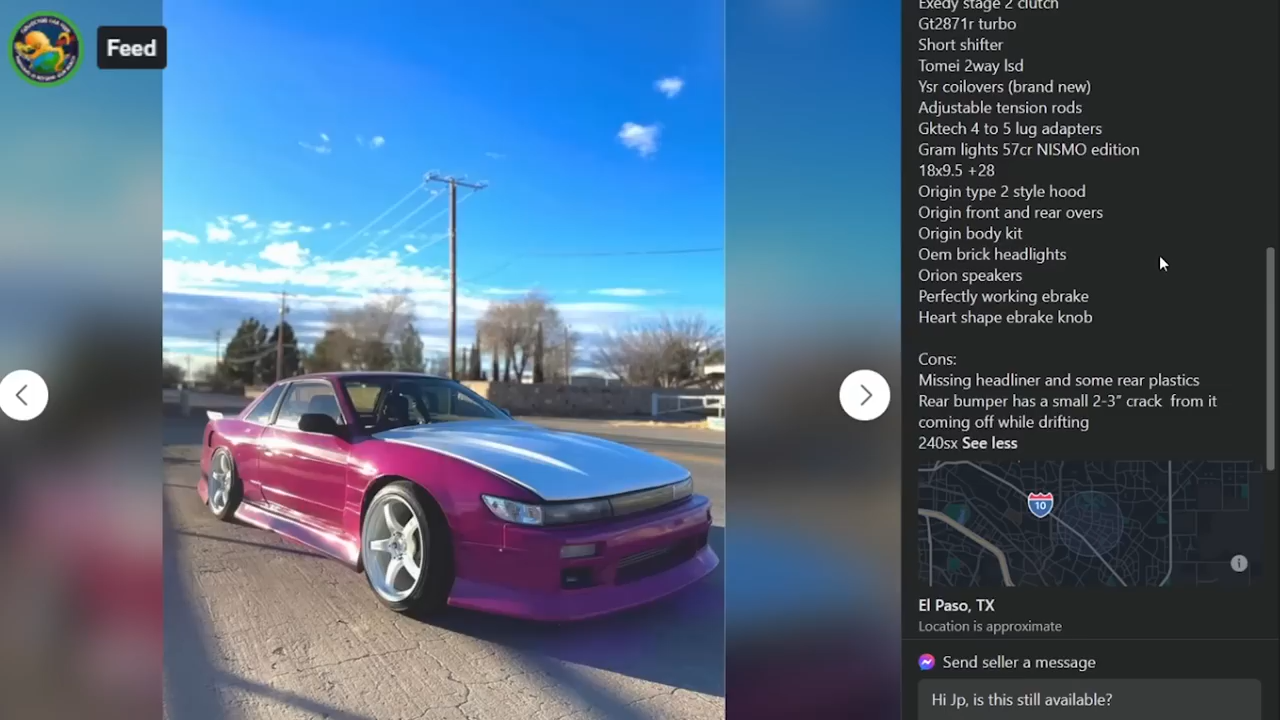 Feed
Exedy stage 2 clutch
Gt2871r turbo
Short shifter
Tomei 2way lsd
Ysr coilovers (brand new)
Adjustable tension rods
Gktech 4 to 5 lug adapters
Gram lights 57cr NISMO edition
18x9.5 +28
Origin type 2 style hood
Origin front and rear overs
Origin body kit
Oem brick headlights
Orion speakers
Perfectly working ebrake
Heart shape ebrake knob
Cons:
Missing headliner and some rear plastics
Rear bumper has a small 2-3” crack from it
coming off while drifting
240sx See less
10
El Paso, TX
Location is approximate
Send seller a message
Hi Jp, is this still available?